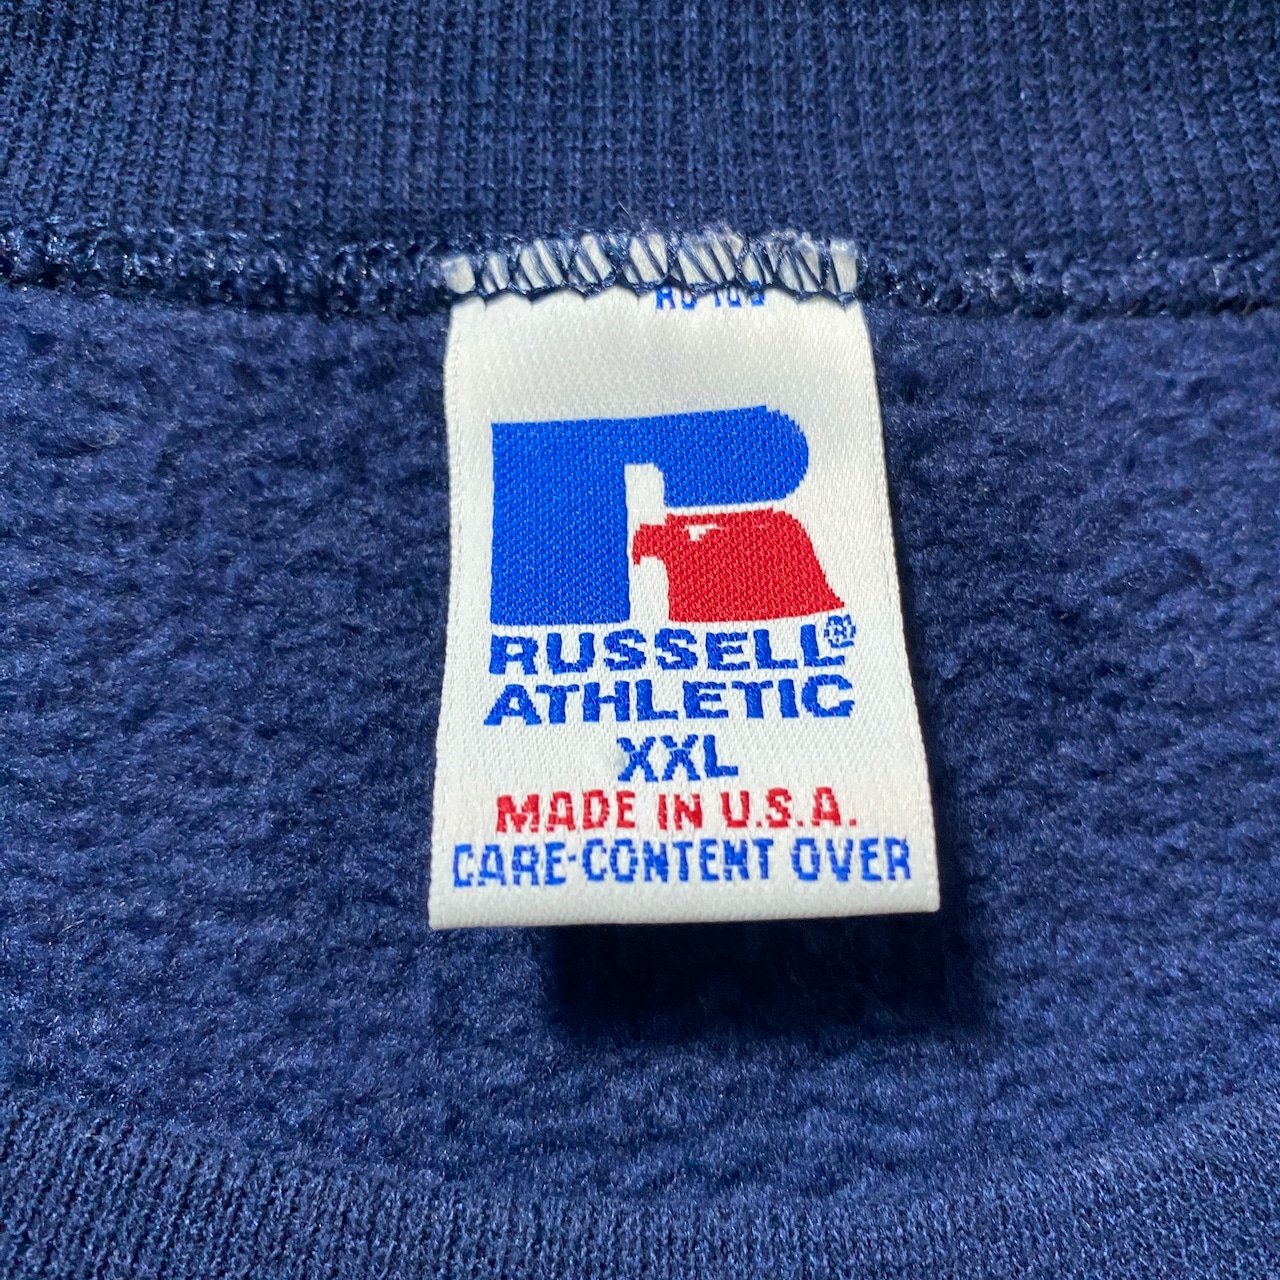 RUSSELL®
ATHLETIC
XXL
MADE IN U.S.A.
CARE-CONTENT OVER